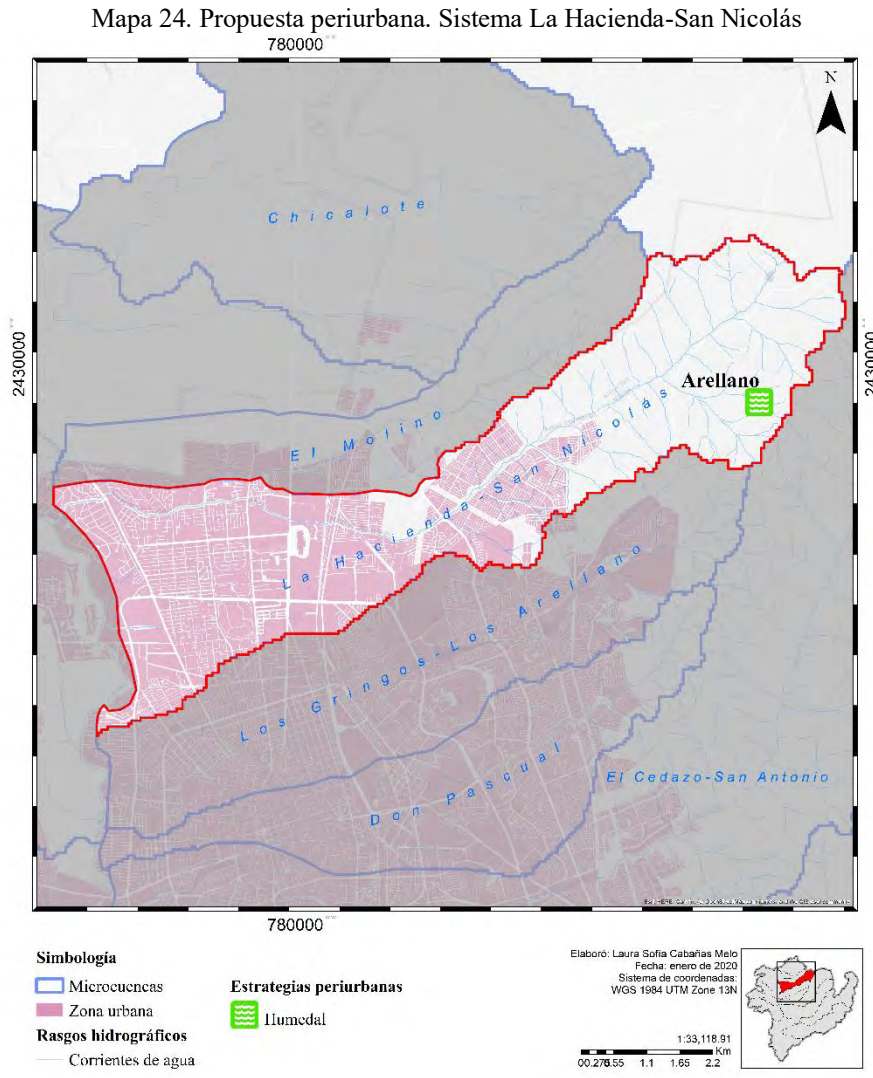 Mapa 24. Propuesta periurbana. Sistema La Hacienda-San Nicolás
780000
N
Chicalote
2430000
2430000
Arellano
El Molino
La Hacienda-San Nicolás
Los Gringos-Los Arellano
Don Pascual
El Cedazo-San Antonio
780000
Simbología
Microcuencas
Zona urbana
Rasgos hidrográficos
Corrientes de agua
Estrategias periurbanas
Humedal
Elaboró: Laura Sofía Cabañas Melo
Fecha: enero de 2020
Sistema de coordenadas:
WGS 1984 UTM Zone 13N
1:33,118.91
Km
00.2750.55 1.1 1.65 2.2